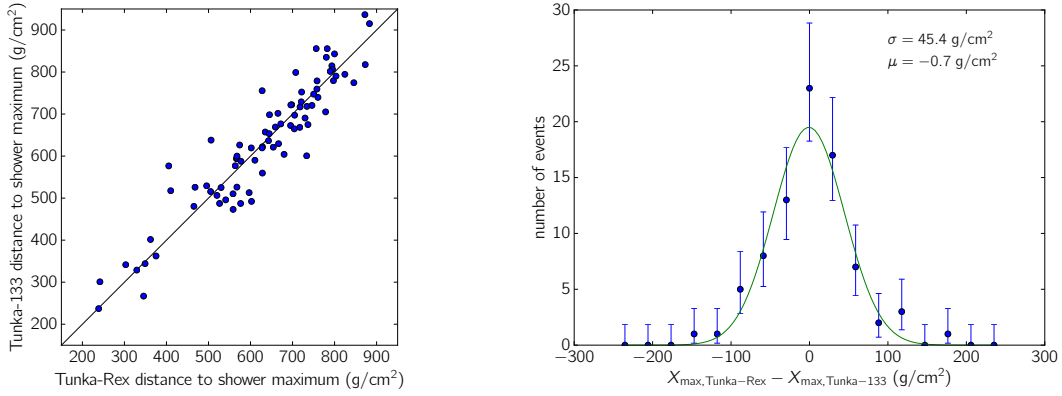 Tunka-133 distance to shower maximum (g/cm²)
900
800
700
600
500
400
300
200
200 300 400 500 600 700 800 900
Tunka-Rex distance to shower maximum (g/cm²)
number of events
30
25
20
15
10
5
0
σ = 45.4 g/cm²
μ = −0.7 g/cm²
−300 −200 −100 0 100 200 300
X_max,Tunka−Rex − X_max,Tunka−133 (g/cm²)